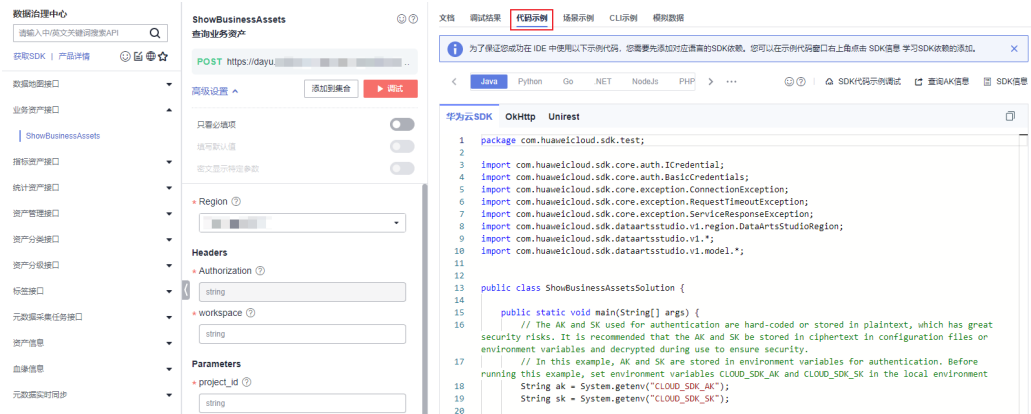 数据治理中心
请输入中/英文关键词搜索API
获取SDK | 产品详情
数据地图接口
业务资产接口
ShowBusinessAssets
指标资产接口
统计资产接口
资产管理接口
资产分类接口
资产分级接口
标签接口
元数据采集任务接口
资产信息
血缘信息
元数据实时同步
ShowBusinessAssets
查询业务资产
POST https://dayu.
..
高级设置
添加到集合
调试
只看必填项
填写默认值
密文显示特定参数
* Region
Headers
* Authorization
string
* workspace
string
Parameters
* project_id
string
文档 调试结果 代码示例 场景示例 CLI示例 模拟数据
为了保证您成功在 IDE 中使用以下示例代码，您需要先添加对应语言的SDK依赖。您可以在示例代码窗口右上角点击 SDK信息 学习SDK依赖的添加。
Java Python Go .NET NodeJs PHP
SDK代码示例调试 查询AK信息 SDK信息
华为云SDK OkHttp Unirest
1 package com.huaweicloud.sdk.test;
2
3 import com.huaweicloud.sdk.core.auth.ICredential;
4 import com.huaweicloud.sdk.core.auth.BasicCredentials;
5 import com.huaweicloud.sdk.core.exception.ConnectionException;
6 import com.huaweicloud.sdk.core.exception.RequestTimeoutException;
7 import com.huaweicloud.sdk.core.exception.ServiceResponseException;
8 import com.huaweicloud.sdk.dataartsstudio.v1.region.DataArtsStudioRegion;
9 import com.huaweicloud.sdk.dataartsstudio.v1.*;
10 import com.huaweicloud.sdk.dataartsstudio.v1.model.*;
11
12
13 public class ShowBusinessAssetsSolution {
14
15 public static void main(String[] args) {
16 // The AK and SK used for authentication are hard-coded or stored in plaintext, which has great
security risks. It is recommended that the AK and SK be stored in ciphertext in configuration files or
environment variables and decrypted during use to ensure security.
17 // In this example, AK and SK are stored in environment variables for authentication. Before
running this example, set environment variables CLOUD_SDK_AK and CLOUD_SDK_SK in the local environment
18 String ak = System.getenv("CLOUD_SDK_AK");
19 String sk = System.getenv("CLOUD_SDK_SK");
20